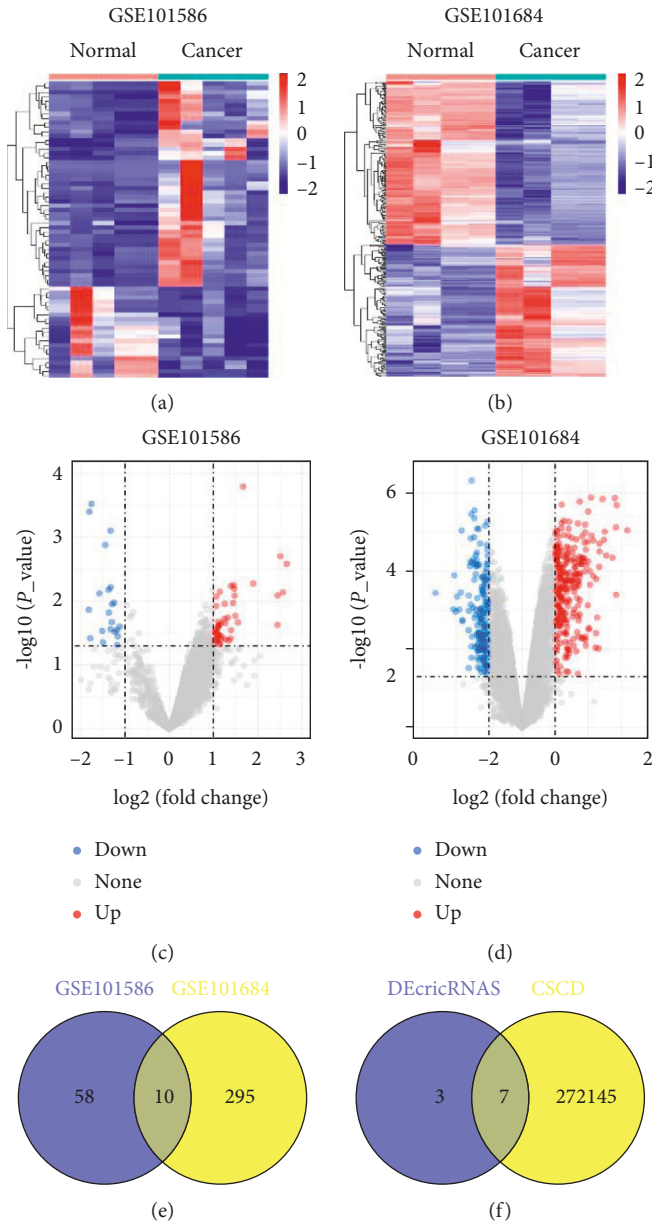 GSE101586
GSE101684
Normal Cancer
Normal Cancer
2
1
0
−1
−2
2
1
0
−1
−2
(a)
(b)
GSE101586
GSE101684
4
3
2
1
0
-log10 (P_value)
−2 −1 0 1 2 3
log2 (fold change)
6
4
2
2
-log10 (P_value)
0 −2 0 2
log2 (fold change)
Down
None
Up
Down
None
Up
(c)
(d)
GSE101586 GSE101684
58 10 295
DEcricRNAS CSCD
3 7 272145
(e)
(f)